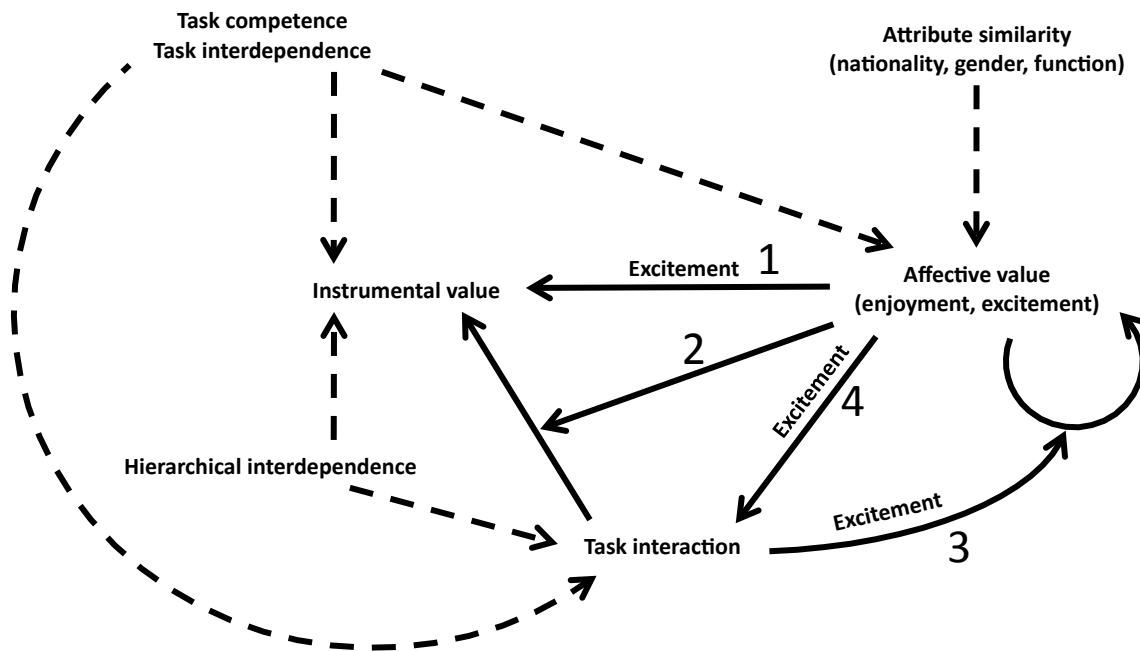 Task competence
Task interdependence
Attribute similarity
(nationality, gender, function)
Excitement 1
Instrumental value
Affective value
(enjoyment, excitement)
2
Excitement
4
Hierarchical interdependence
Excitement
3
Task interaction